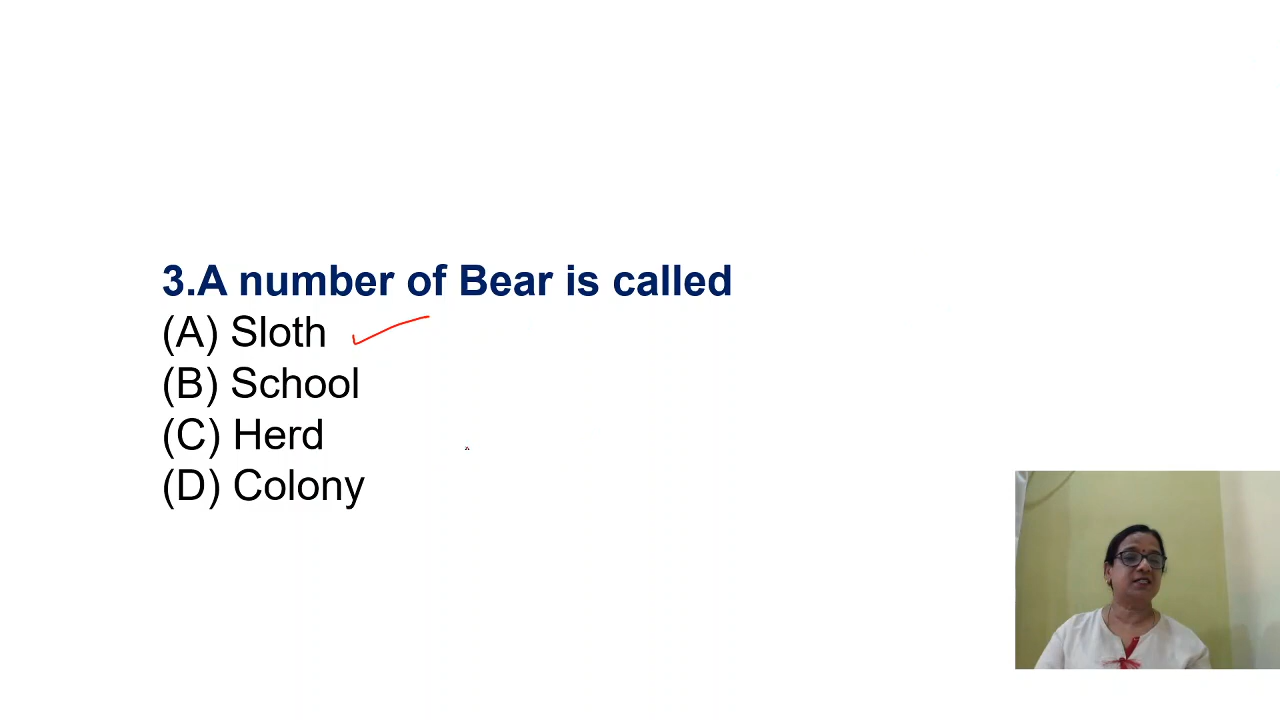 3.A number of Bear is called
(A) Sloth
(B) School
(C) Herd
(D) Colony